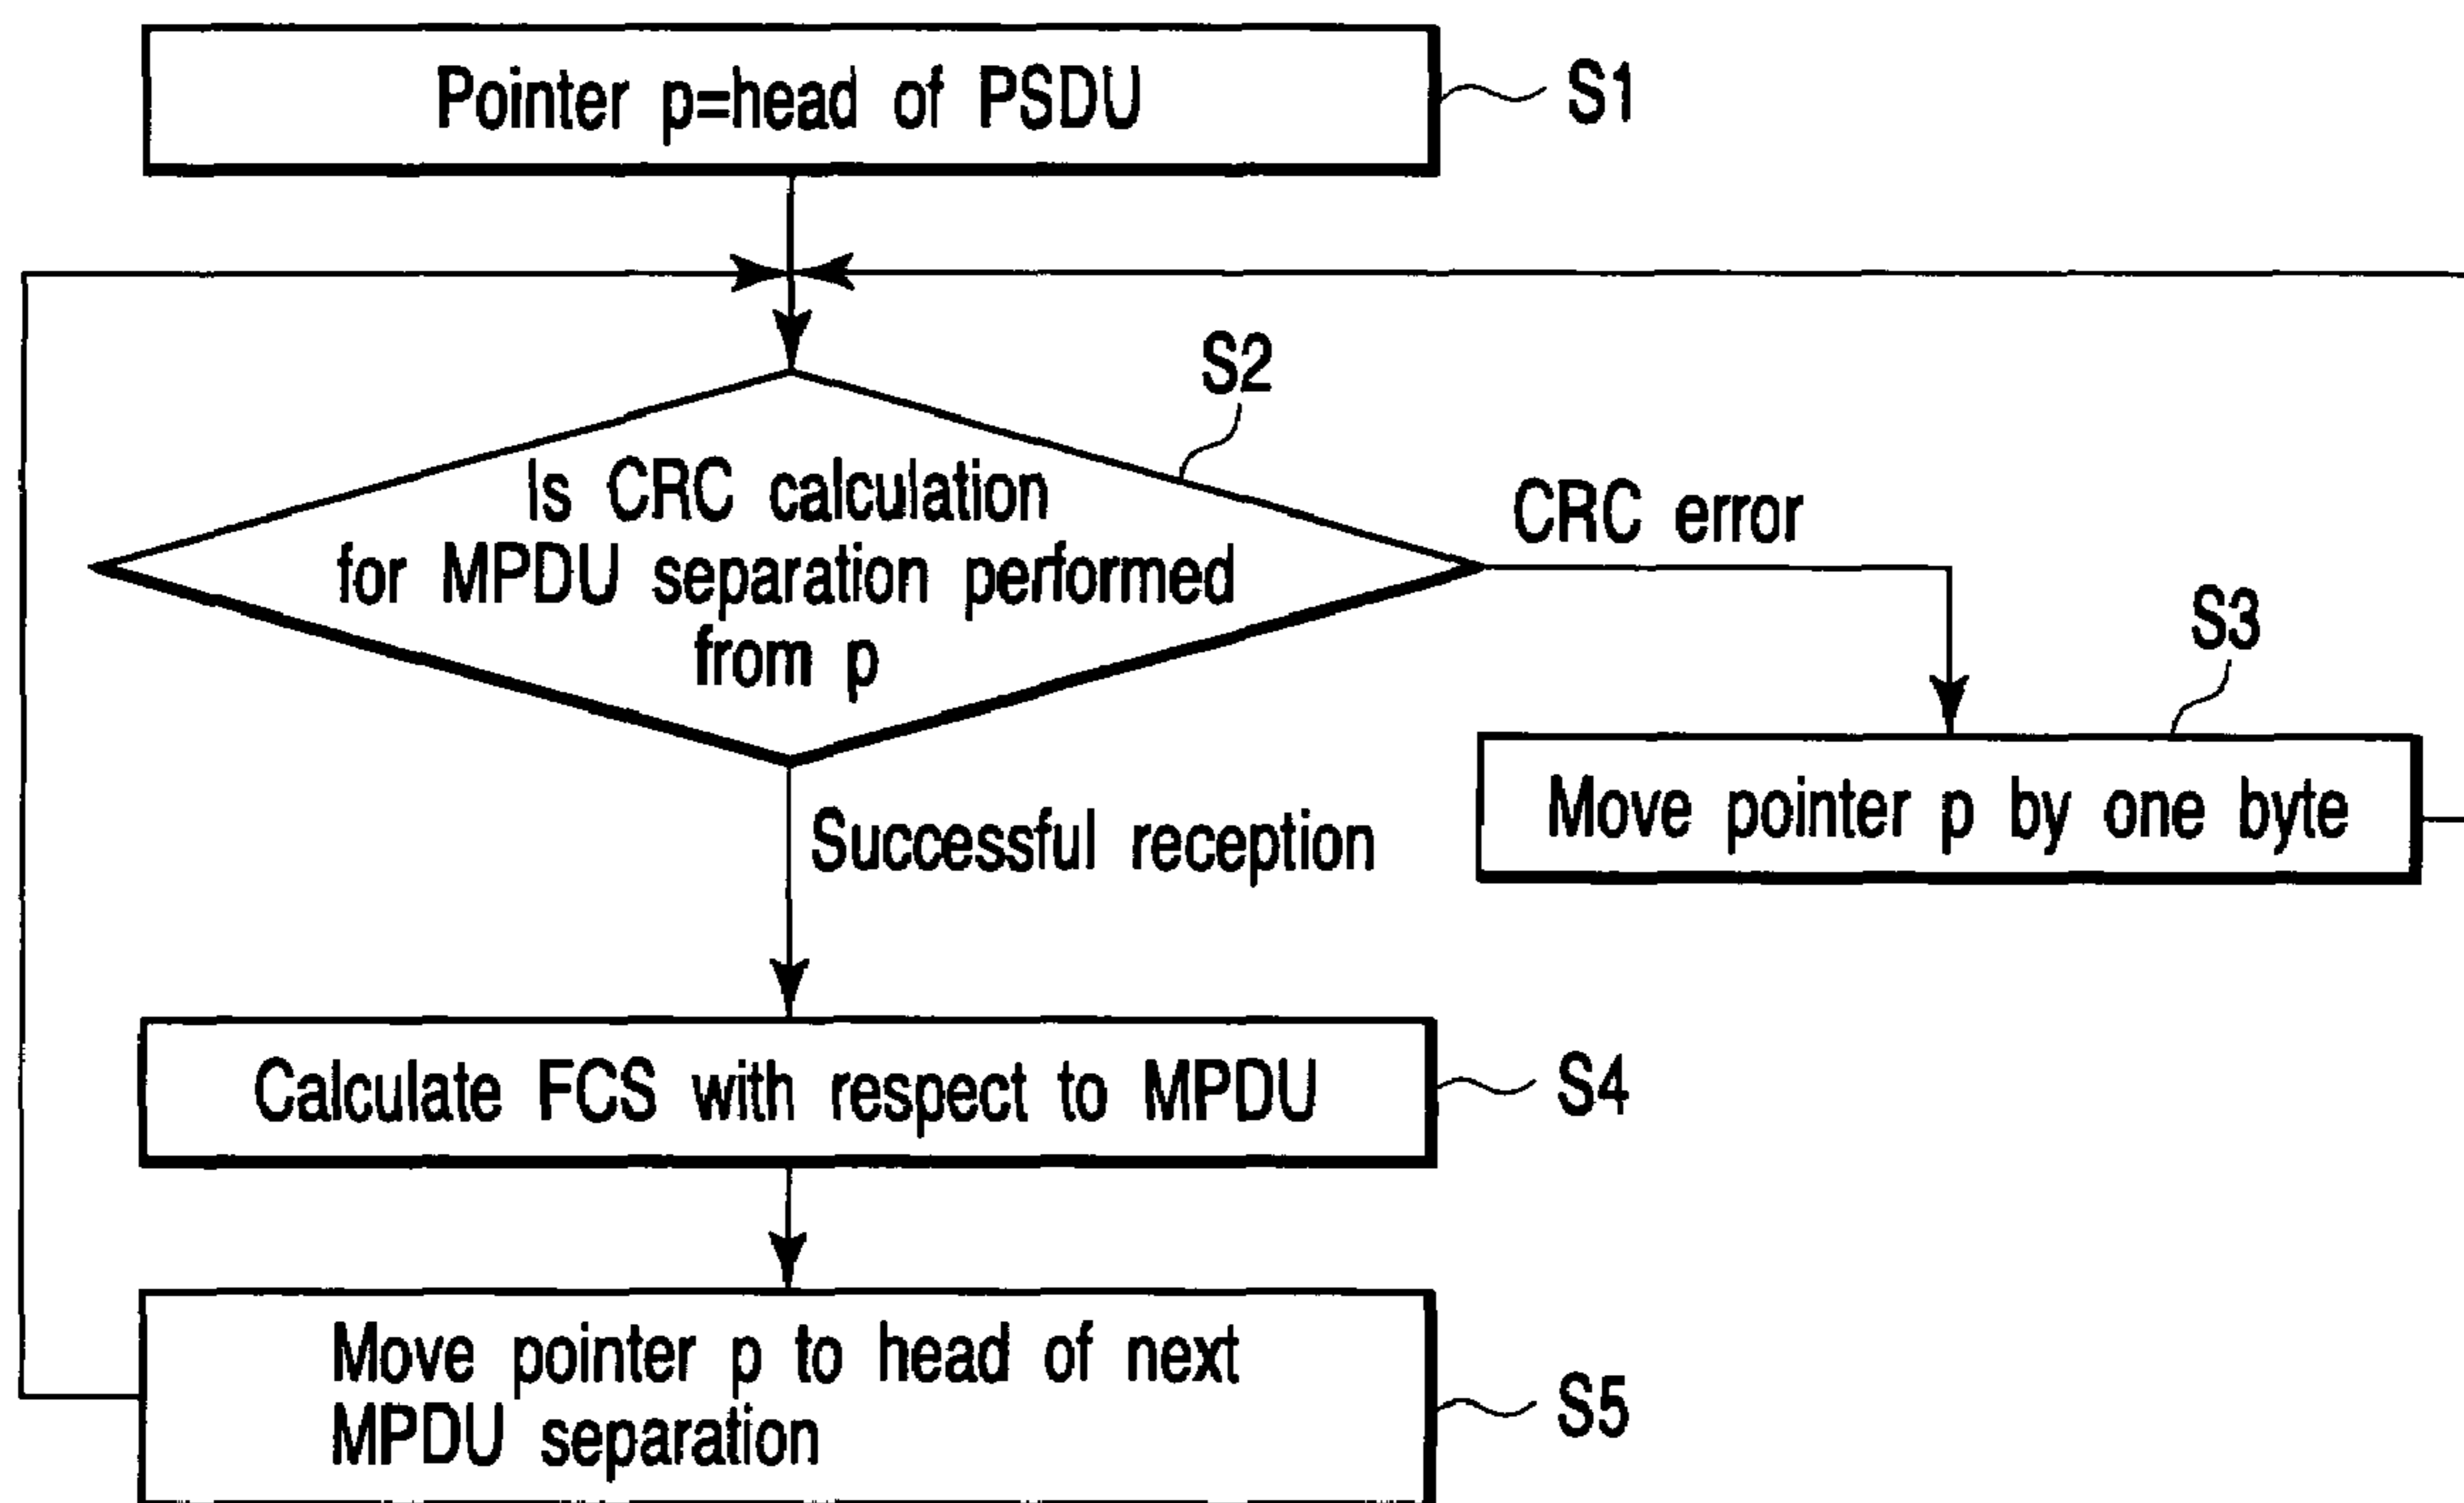 Pointer p=head of PSDU
S1
S2
Is CRC calculation
for MPDU separation performed
from p
CRC error
S3
Move pointer p by one byte
Successful reception
Calculate FCS with respect to MPDU
S4
Move pointer p to head of next
MPDU separation
S5